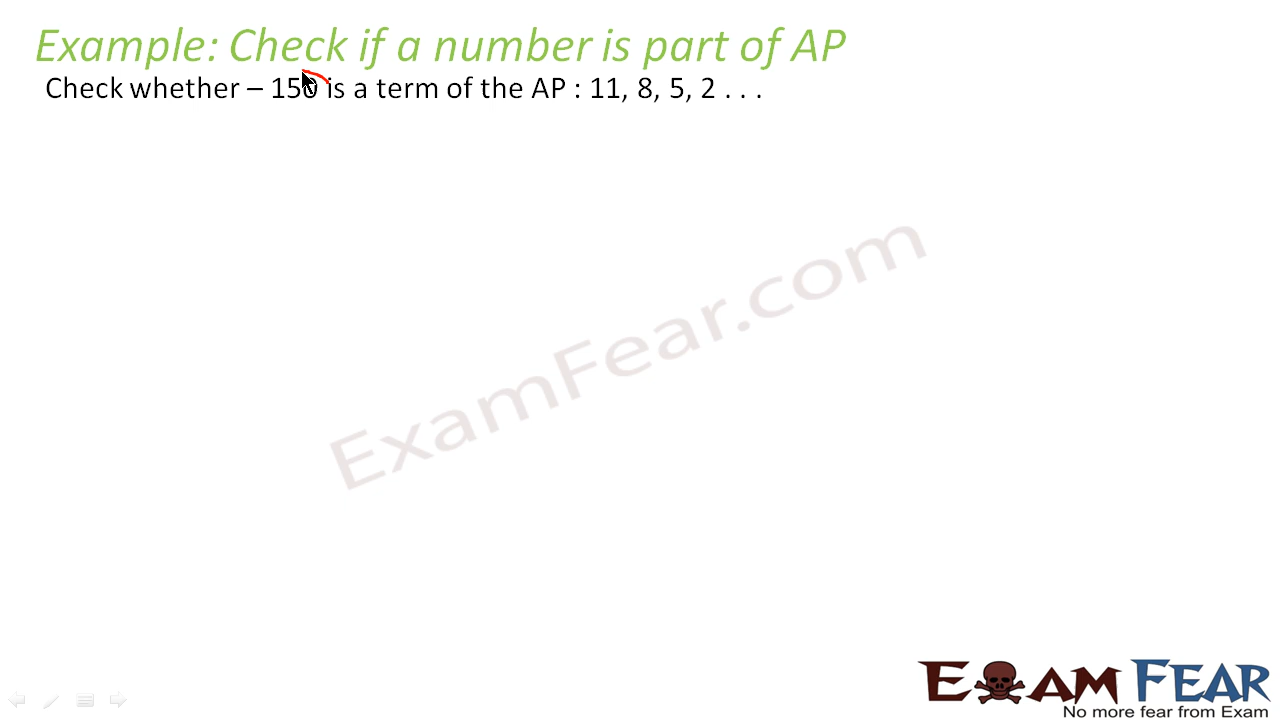 Example: Check if a number is part of AP
Check whether – 150 is a term of the AP : 11, 8, 5, 2 . . .
ExamFear.com
EXAM FEAR
No more fear from Exam